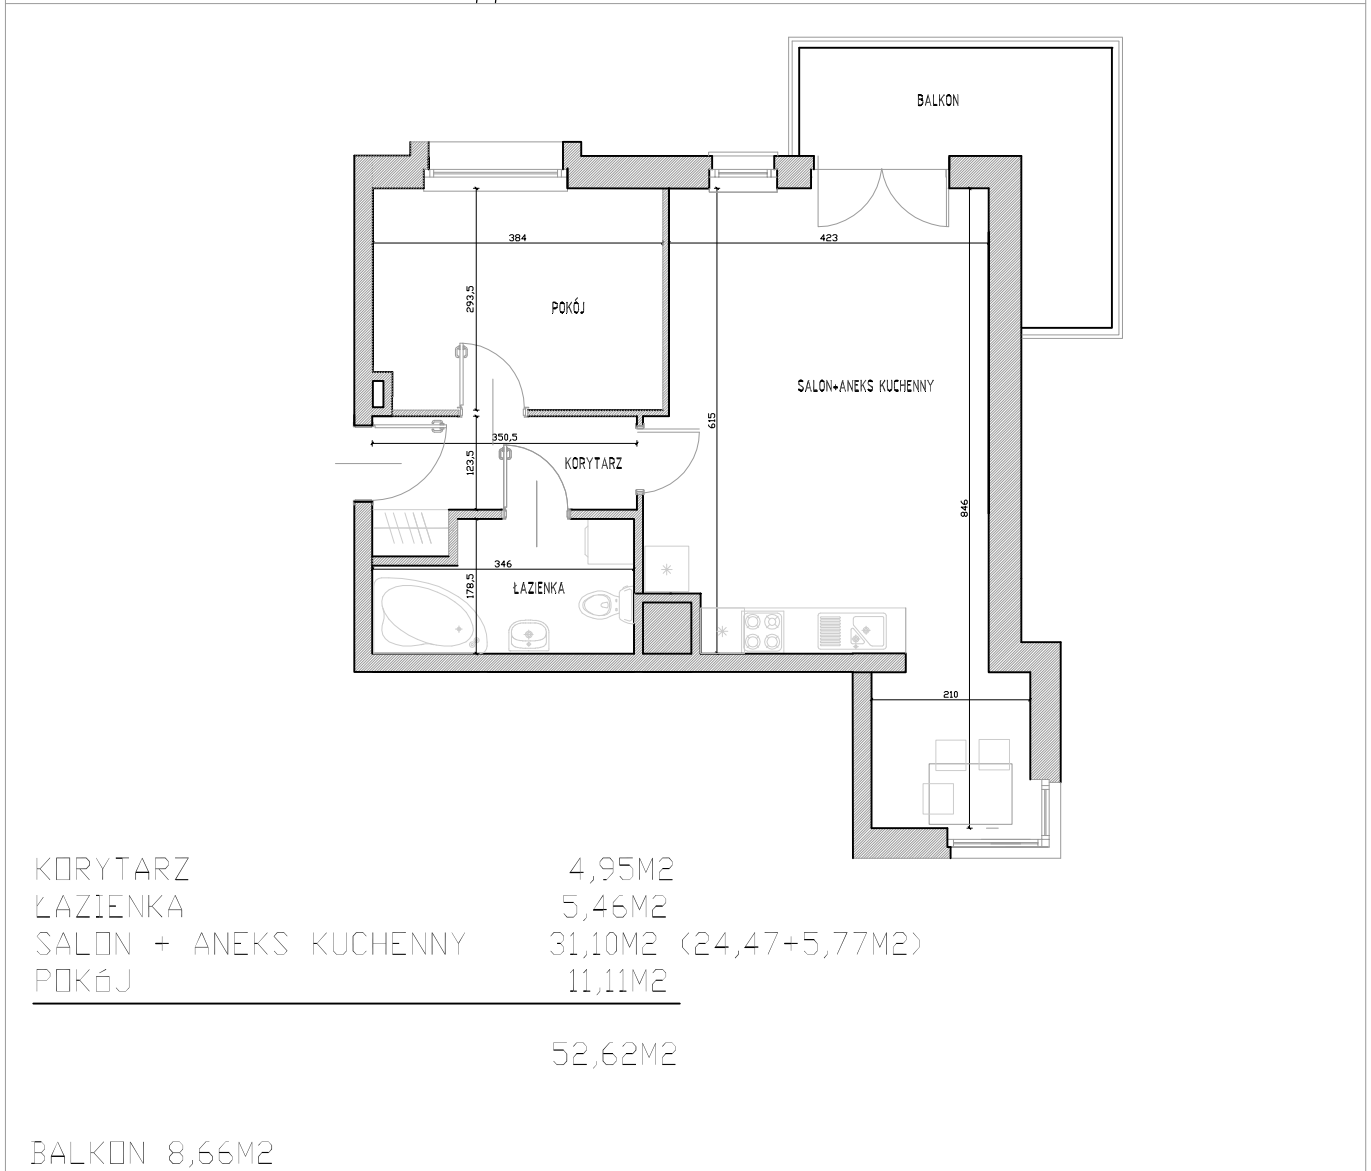 BALKON
384
423
293,5
POKÓJ
SALON+ANEKS KUCHENNY
615
350,5
123,5
KORYTARZ
846
346
178,5
ŁAZIENKA
210
KORYTARZ 4,95M2
ŁAZIENKA 5,46M2
SALON + ANEKS KUCHENNY 31,10M2 (24,47+5,77M2)
POKóJ 11,11M2
52,62M2
BALKON 8,66M2